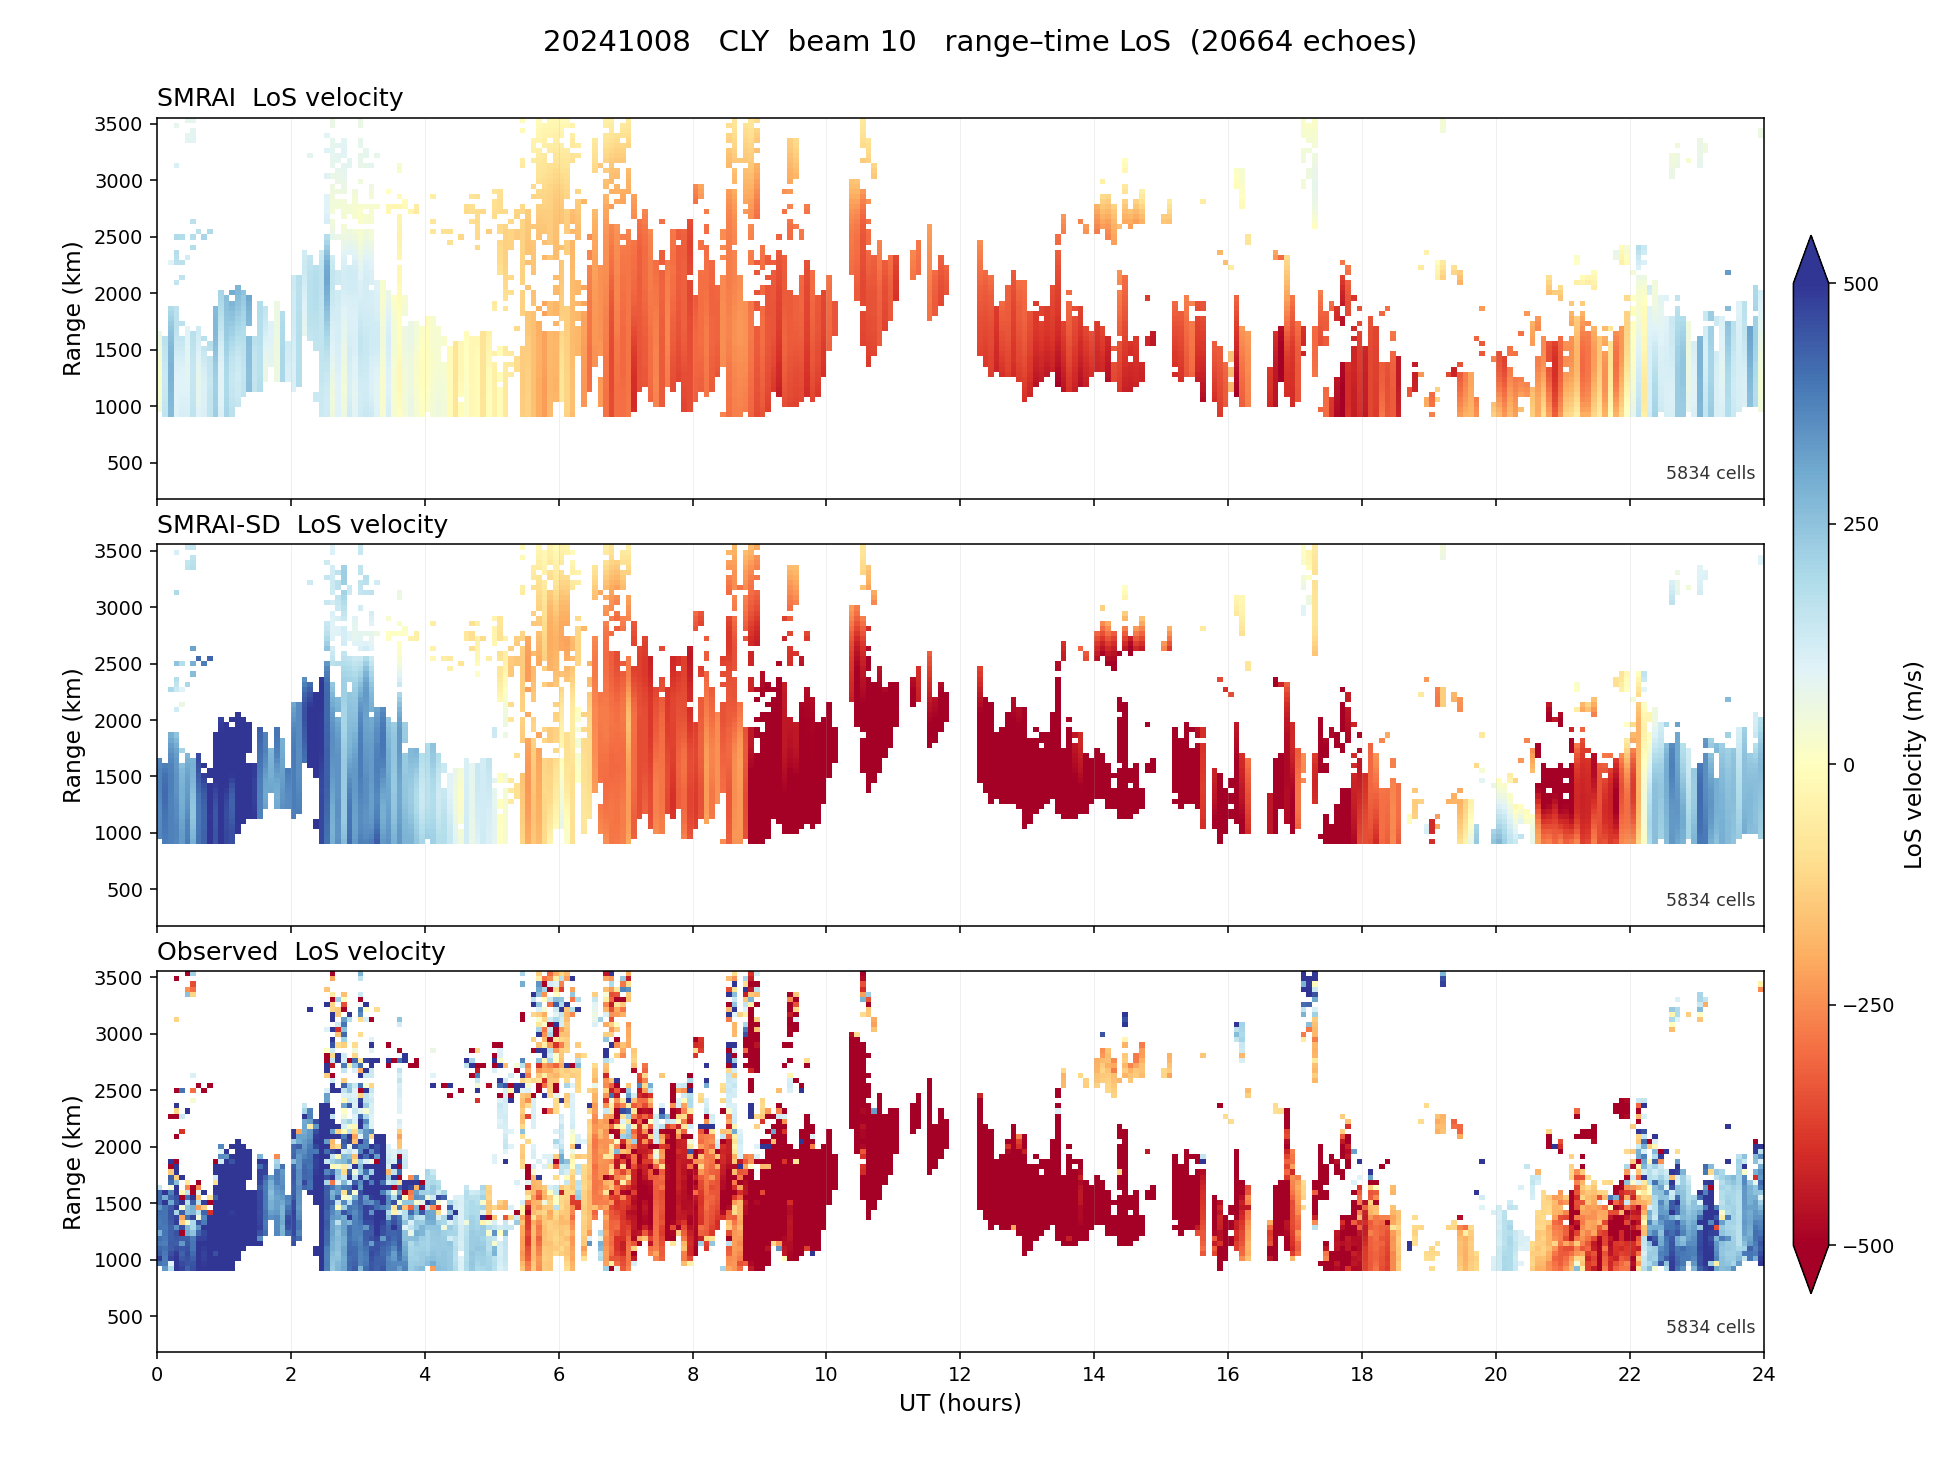 20241008   CLY  beam 10   range–time LoS  (20664 echoes)
SMRAI  LoS velocity
3500
3000
2500
2000
1500
1000
500
Range (km)
5834 cells
SMRAI-SD  LoS velocity
3500
3000
2500
2000
1500
1000
500
Range (km)
5834 cells
Observed  LoS velocity
3500
3000
2500
2000
1500
1000
500
Range (km)
5834 cells
0 2 4 6 8 10 12 14 16 18 20 22 24
UT (hours)
500
250
0
−250
−500
LoS velocity (m/s)